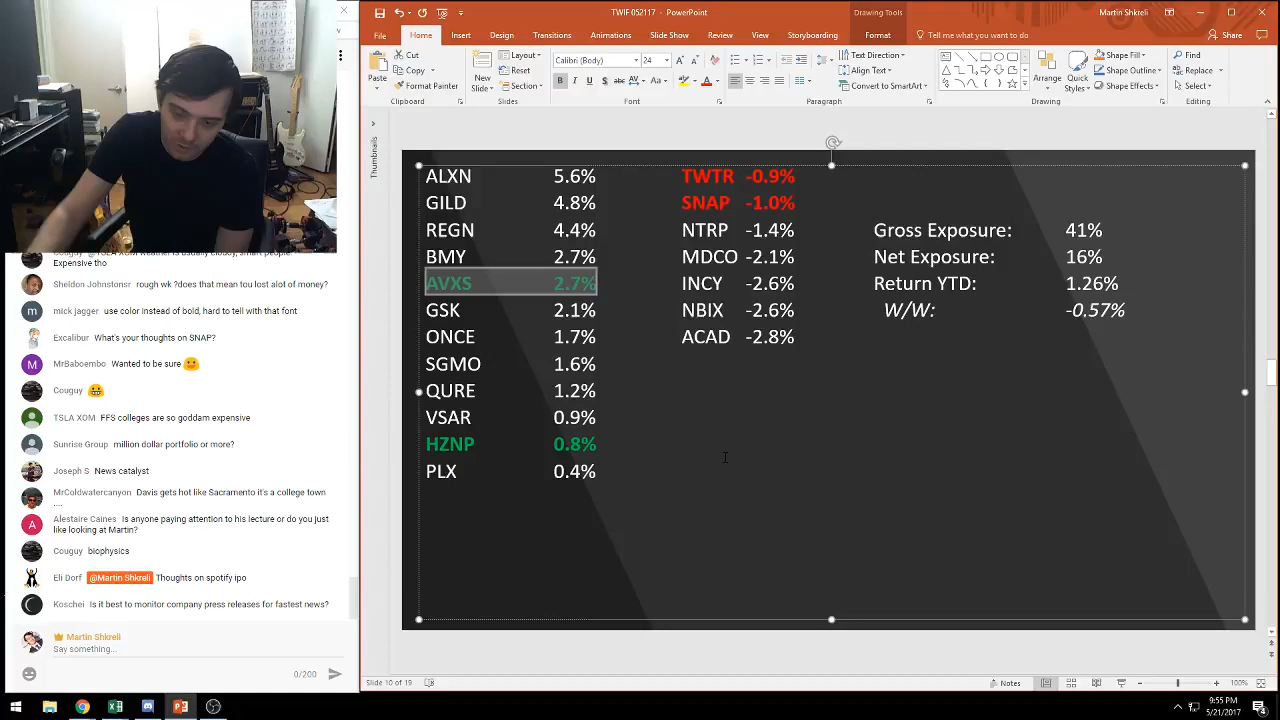 TWIF 052117 - PowerPoint
Drawing Tools
Martin Shkreli
File Home Insert Design Transitions Animations Slide Show Review View Storyboarding Format Tell me what you want to do... Share
Paste
Cut
Copy
Format Painter
Clipboard
New Slide
Layout
Reset
Section
Slides
Calibri (Body) 24
Font
Text Direction
Align Text
Convert to SmartArt
Paragraph
Arrange
Quick Styles
Shape Fill
Shape Outline
Shape Effects
Drawing
Find
Replace
Select
Editing
Thumbnails
ALXN 5.6% TWTR -0.9%
GILD 4.8% SNAP -1.0%
REGN 4.4% NTRP -1.4% Gross Exposure: 41%
BMY 2.7% MDCO -2.1% Net Exposure: 16%
AVXS 2.7% INCY -2.6% Return YTD: 1.26%
GSK 2.1% NBIX -2.6% W/W: -0.57%
ONCE 1.7% ACAD -2.8%
SGMO 1.6%
QURE 1.2%
VSAR 0.9%
HZNP 0.8%
PLX 0.4%
Expensive tho
Sheldon Johnstonsr rough wk ?does that mean tou lost alot of money?
mick jagger use color instead of bold, hard to tell with that font
Excalibur What's your thoughts on SNAP?
M MrBaboembo Wanted to be sure
Couguy
TSLA XOM FFS colleges are so goddam expensive
Sunrise Group million dollar portfolio or more?
Joseph S News catalyst
MrColdwatercanyon Davis gets hot like Sacramento it's a college town
....
A Alestaire Caines Is anyone paying attention to his lecture or do you just
like looking at Martin?
Couguy biophysics
Eli Dorf @Martin Shkreli Thoughts on spotify ipo
Koschei Is it best to monitor company press releases for fastest news?
Martin Shkreli
Say something...
0/200
Slide 10 of 19
Notes
100%
9:55 PM
5/21/2017